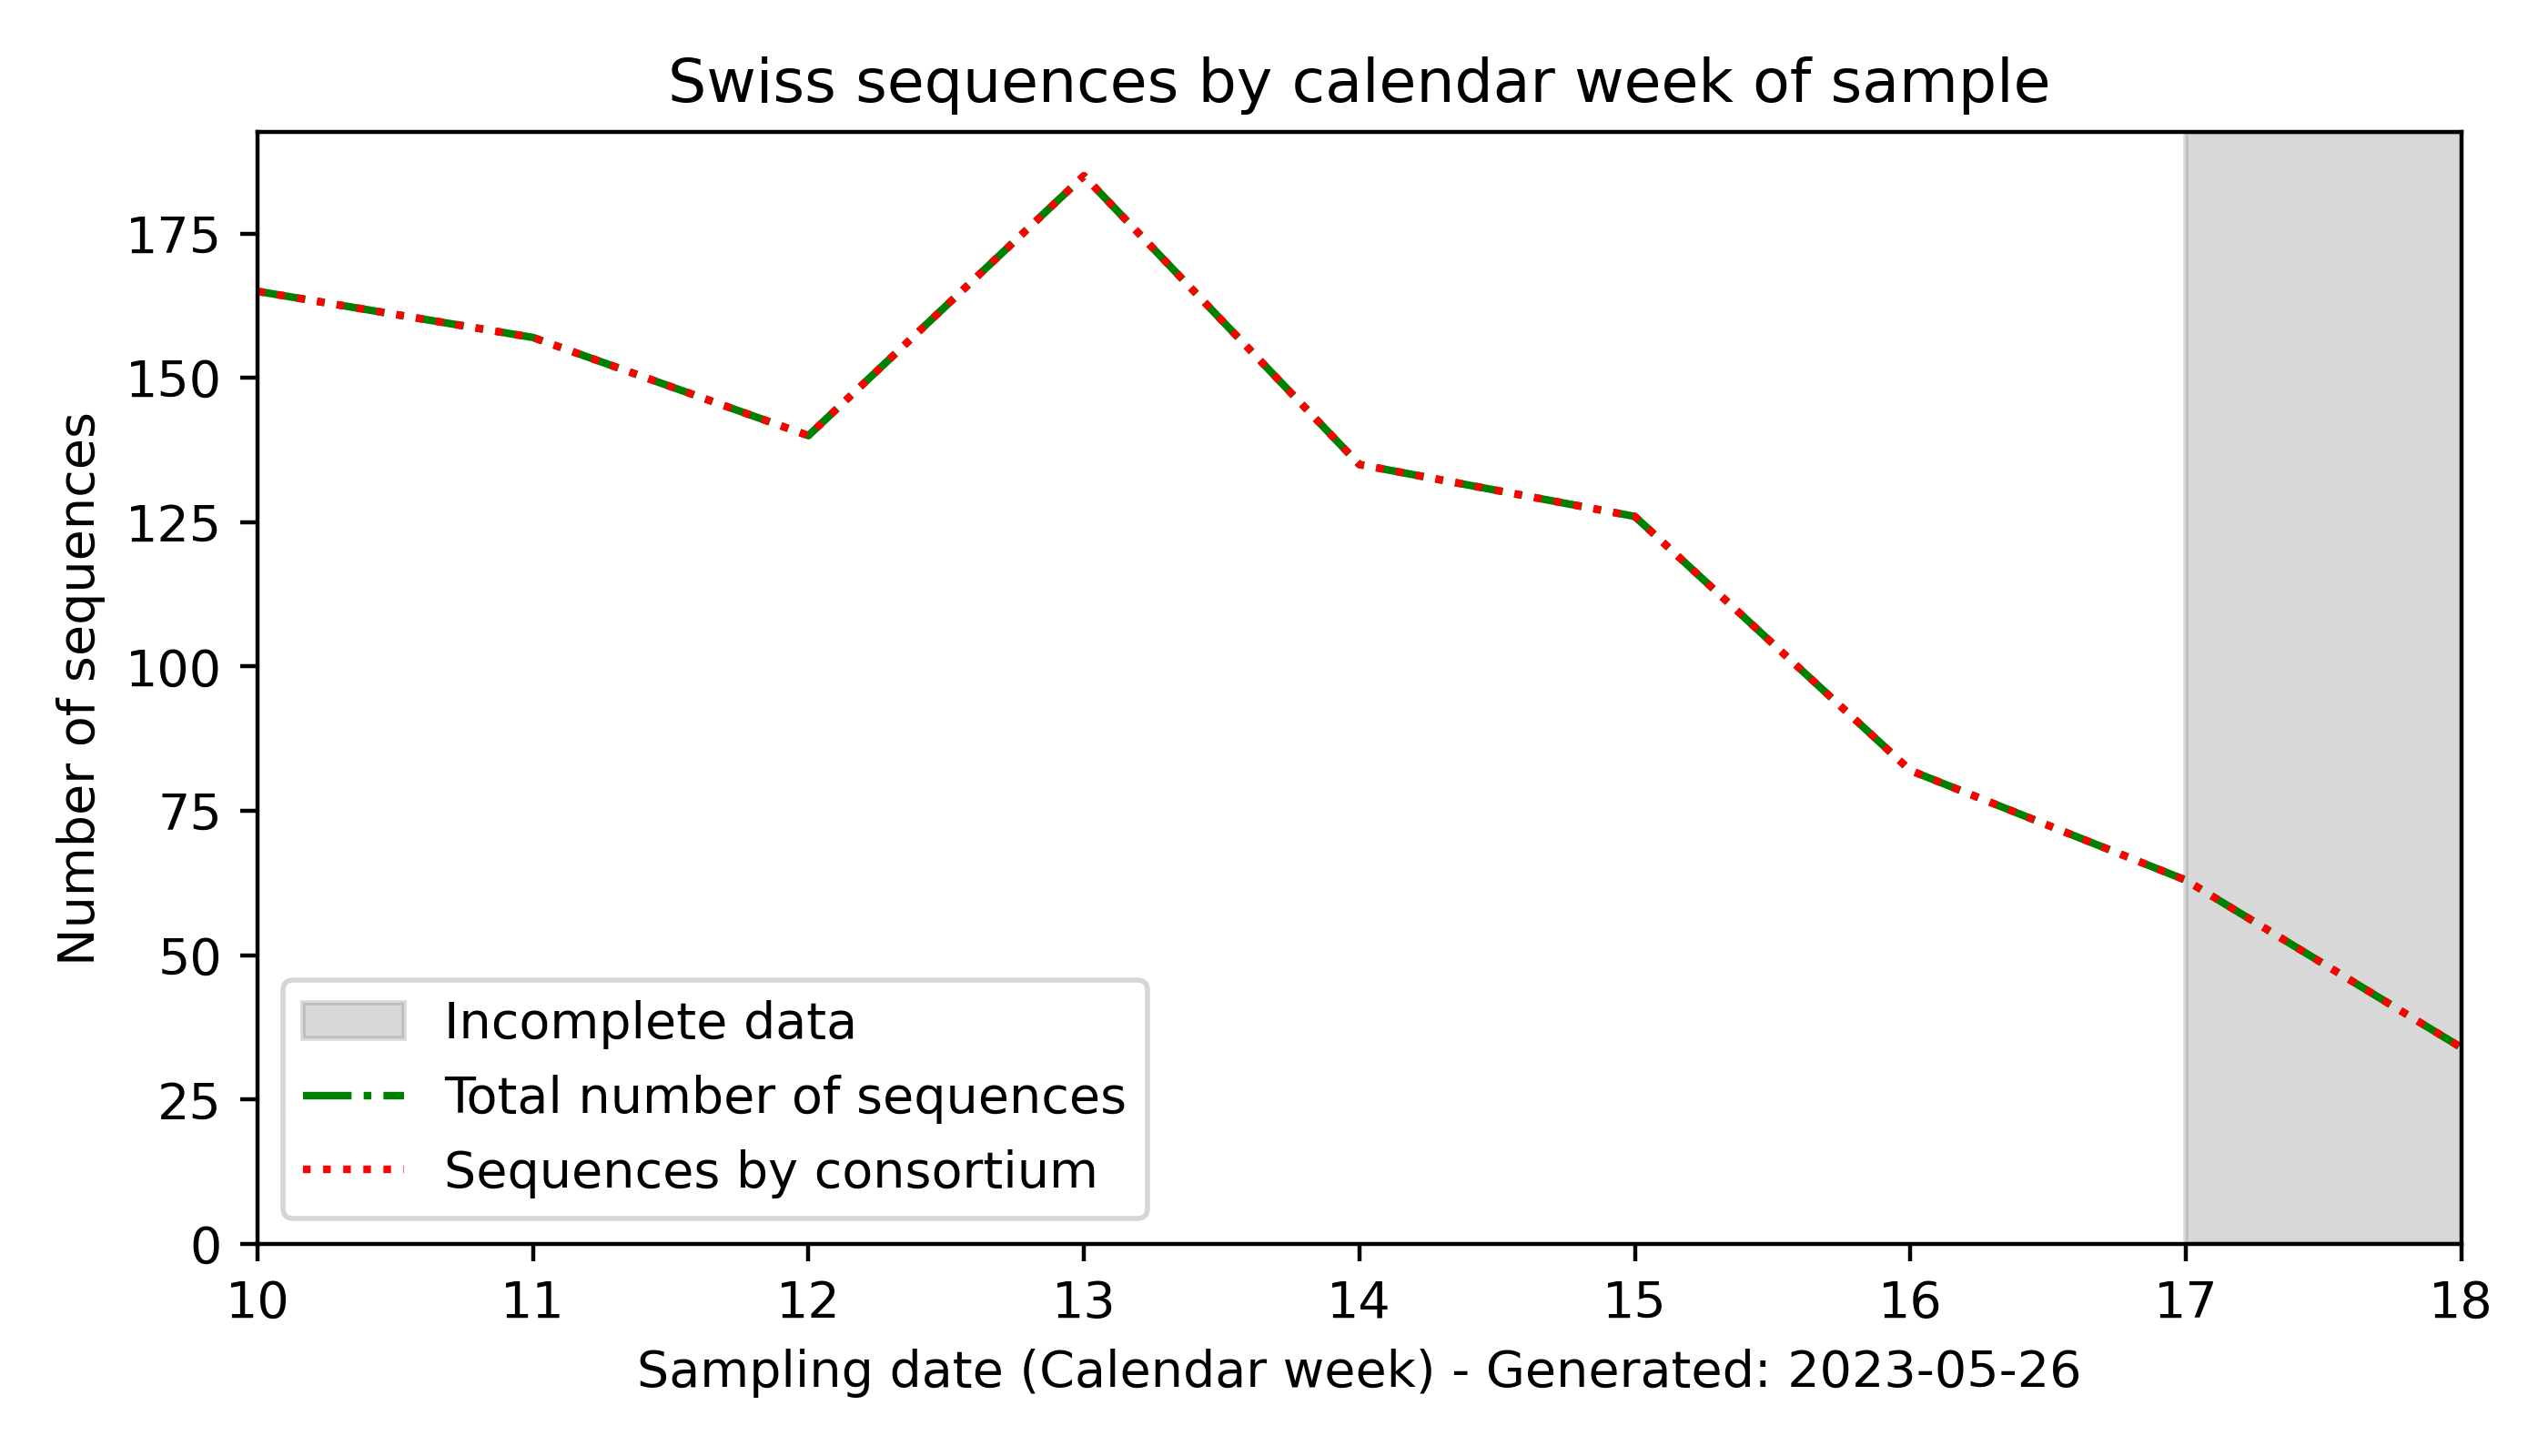 Swiss sequences by calendar week of sample
Number of sequences
175
150
125
100
75
50
25
0
Incomplete data
Total number of sequences
Sequences by consortium
10 11 12 13 14 15 16 17 18
Sampling date (Calendar week) - Generated: 2023-05-26